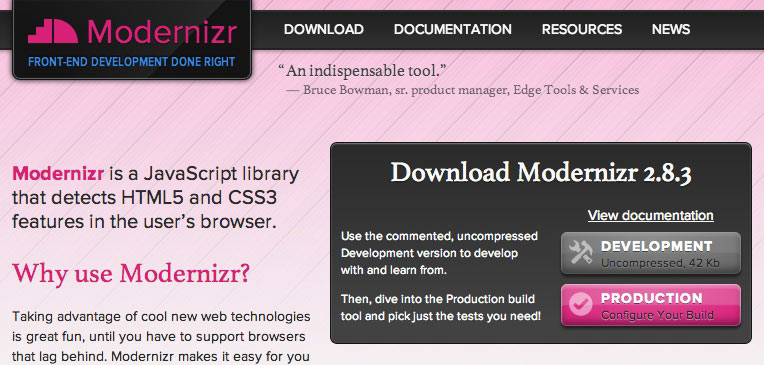 Modernizr
FRONT-END DEVELOPMENT DONE RIGHT
DOWNLOAD DOCUMENTATION RESOURCES NEWS
“An indispensable tool.”
— Bruce Bowman, sr. product manager, Edge Tools & Services
Modernizr is a JavaScript library
that detects HTML5 and CSS3
features in the user’s browser.
Why use Modernizr?
Taking advantage of cool new web technologies
is great fun, until you have to support browsers
that lag behind. Modernizr makes it easy for you
Download Modernizr 2.8.3
View documentation
Use the commented, uncompressed
Development version to develop
with and learn from.
Then, dive into the Production build
tool and pick just the tests you need!
DEVELOPMENT
Uncompressed, 42 Kb
PRODUCTION
Configure Your Build